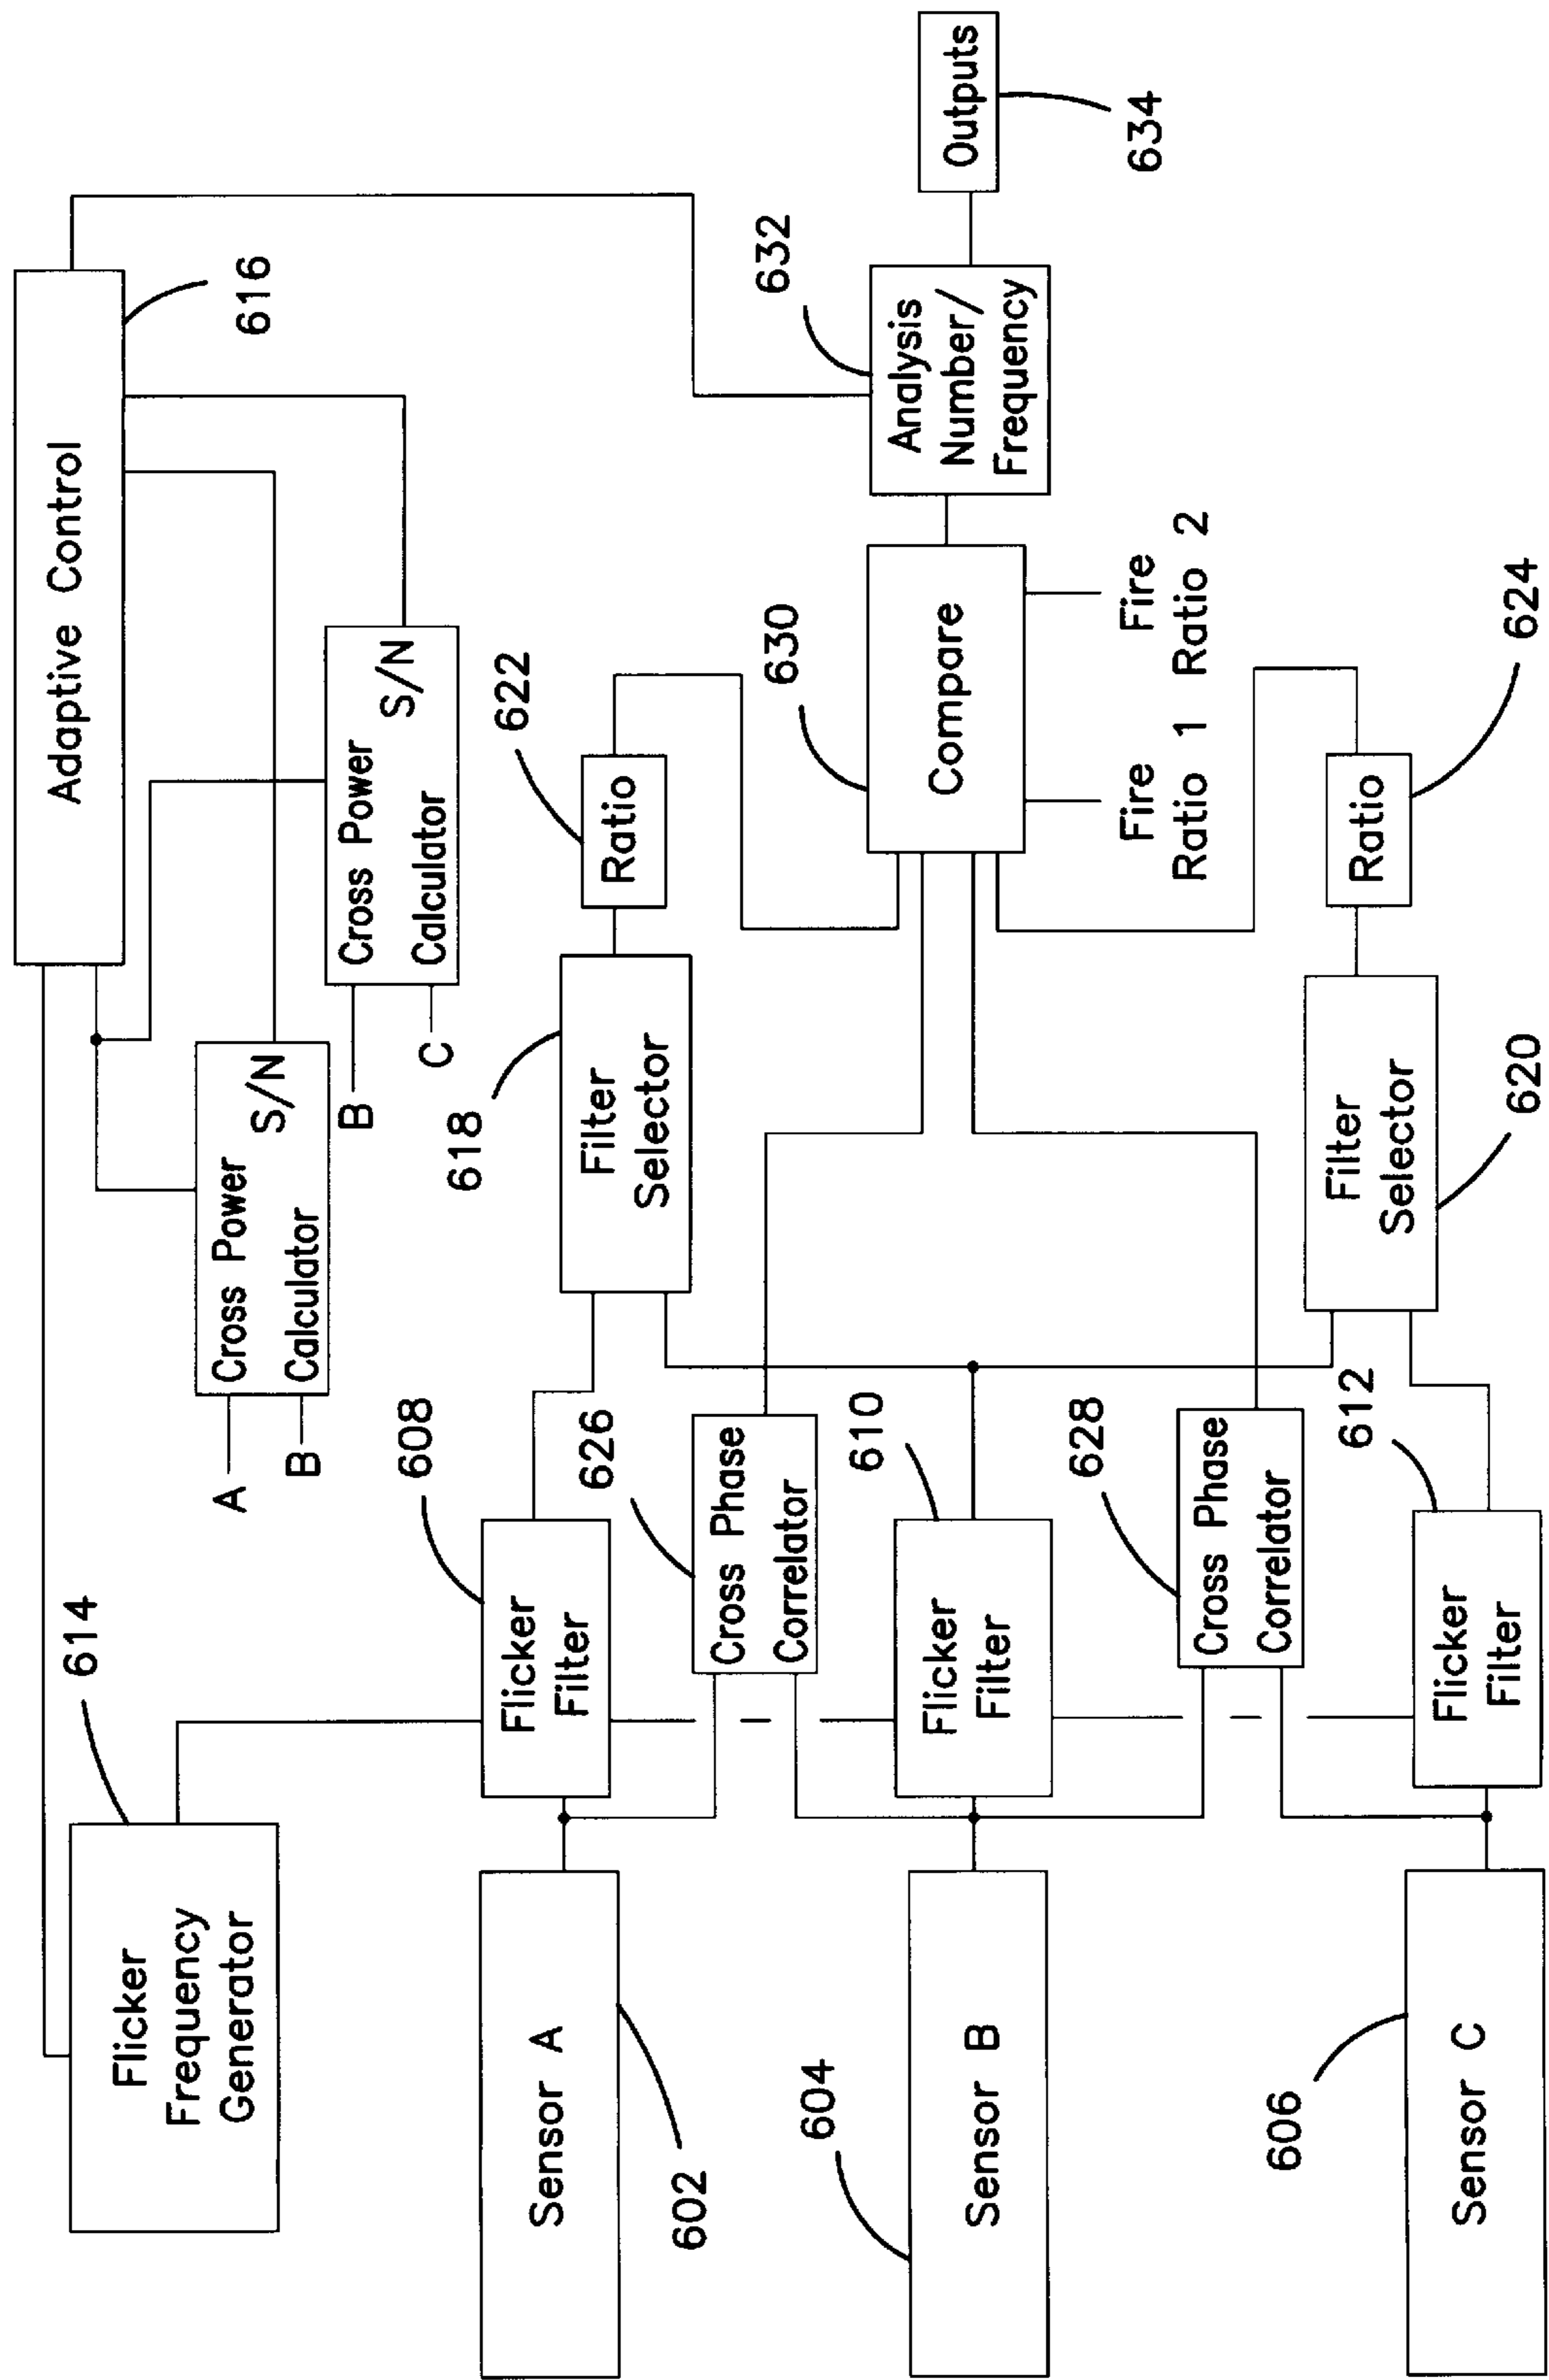 Adaptive Control
616
614
Flicker
Frequency
Generator
A
B
Cross Power
S/N
Calculator
B
C
Cross Power
S/N
Calculator
Sensor A
602
Flicker
Filter
608
Filter
Selector
618
Ratio
622
Cross Phase
Correlator
626
Sensor B
604
Flicker
Filter
610
Compare
630
Fire
Ratio 1
Fire
Ratio 2
Analysis
Number/
Frequency
632
Outputs
634
Cross Phase
Correlator
628
Sensor C
606
Flicker
Filter
612
Filter
Selector
620
Ratio
624